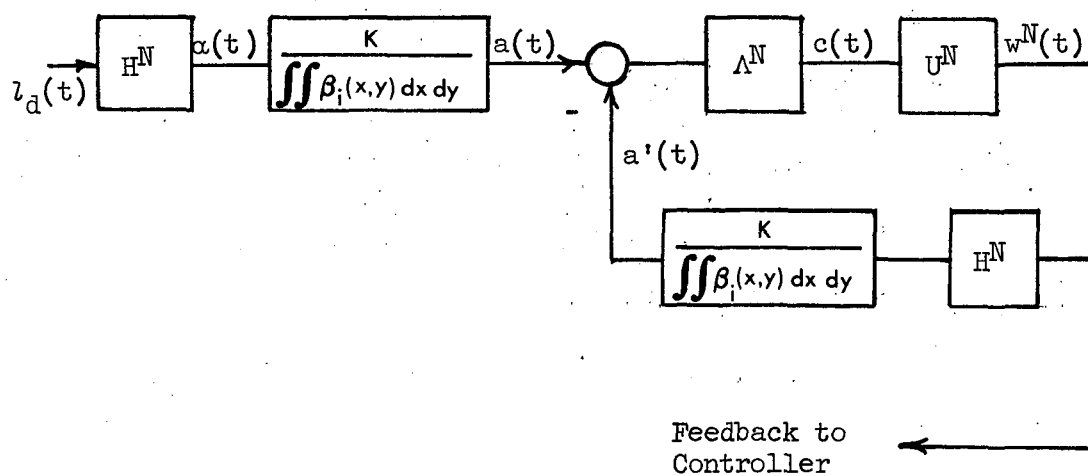 l_d(t)
H^N
α(t)
K
∬ β_i(x,y) dx dy
a(t)
-
Λ^N
c(t)
U^N
w^N(t)
a'(t)
K
∬ β_i(x,y) dx dy
H^N
Feedback to
Controller